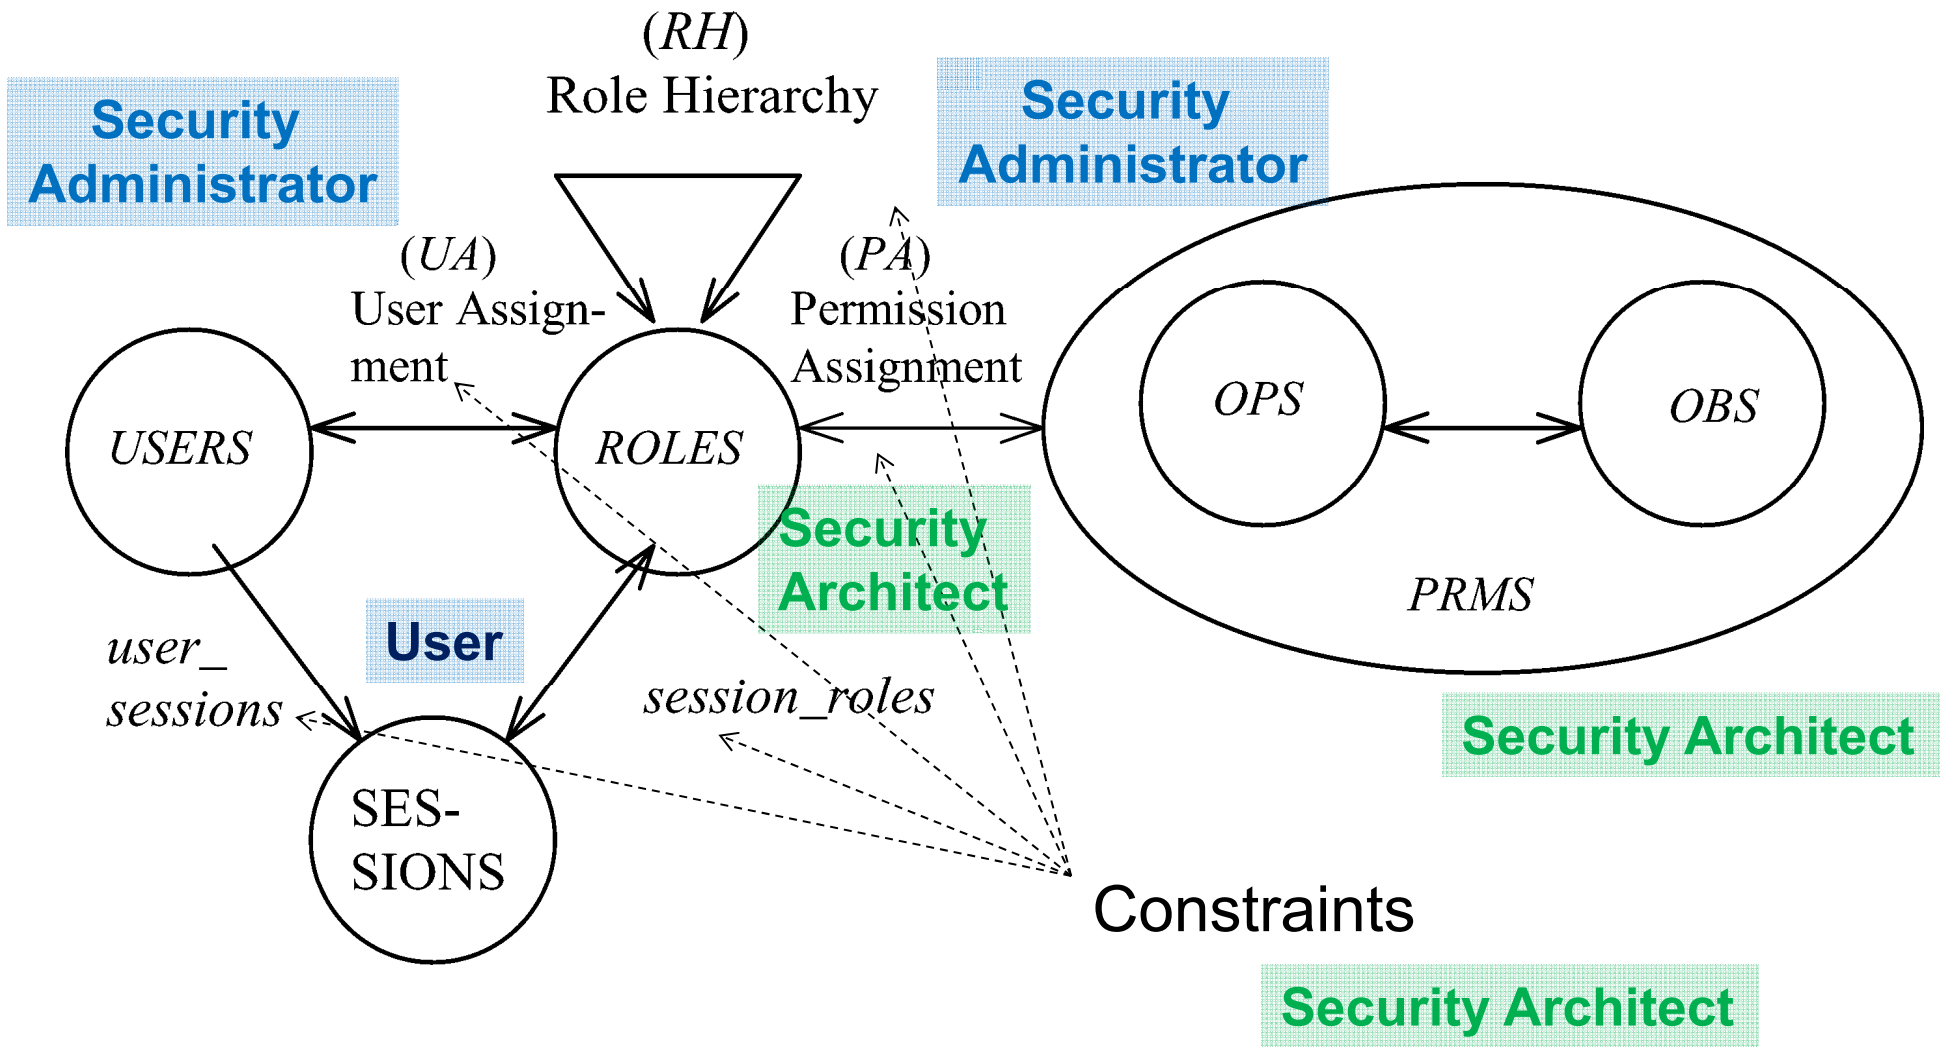 (RH)
Role Hierarchy
Security
Administrator
Security
Administrator
(UA)
User Assign-
ment
(PA)
Permission
Assignment
USERS
ROLES
OPS
OBS
Security
Architect
PRMS
User
user_
sessions
session_roles
Security Architect
SES-
SIONS
Constraints
Security Architect